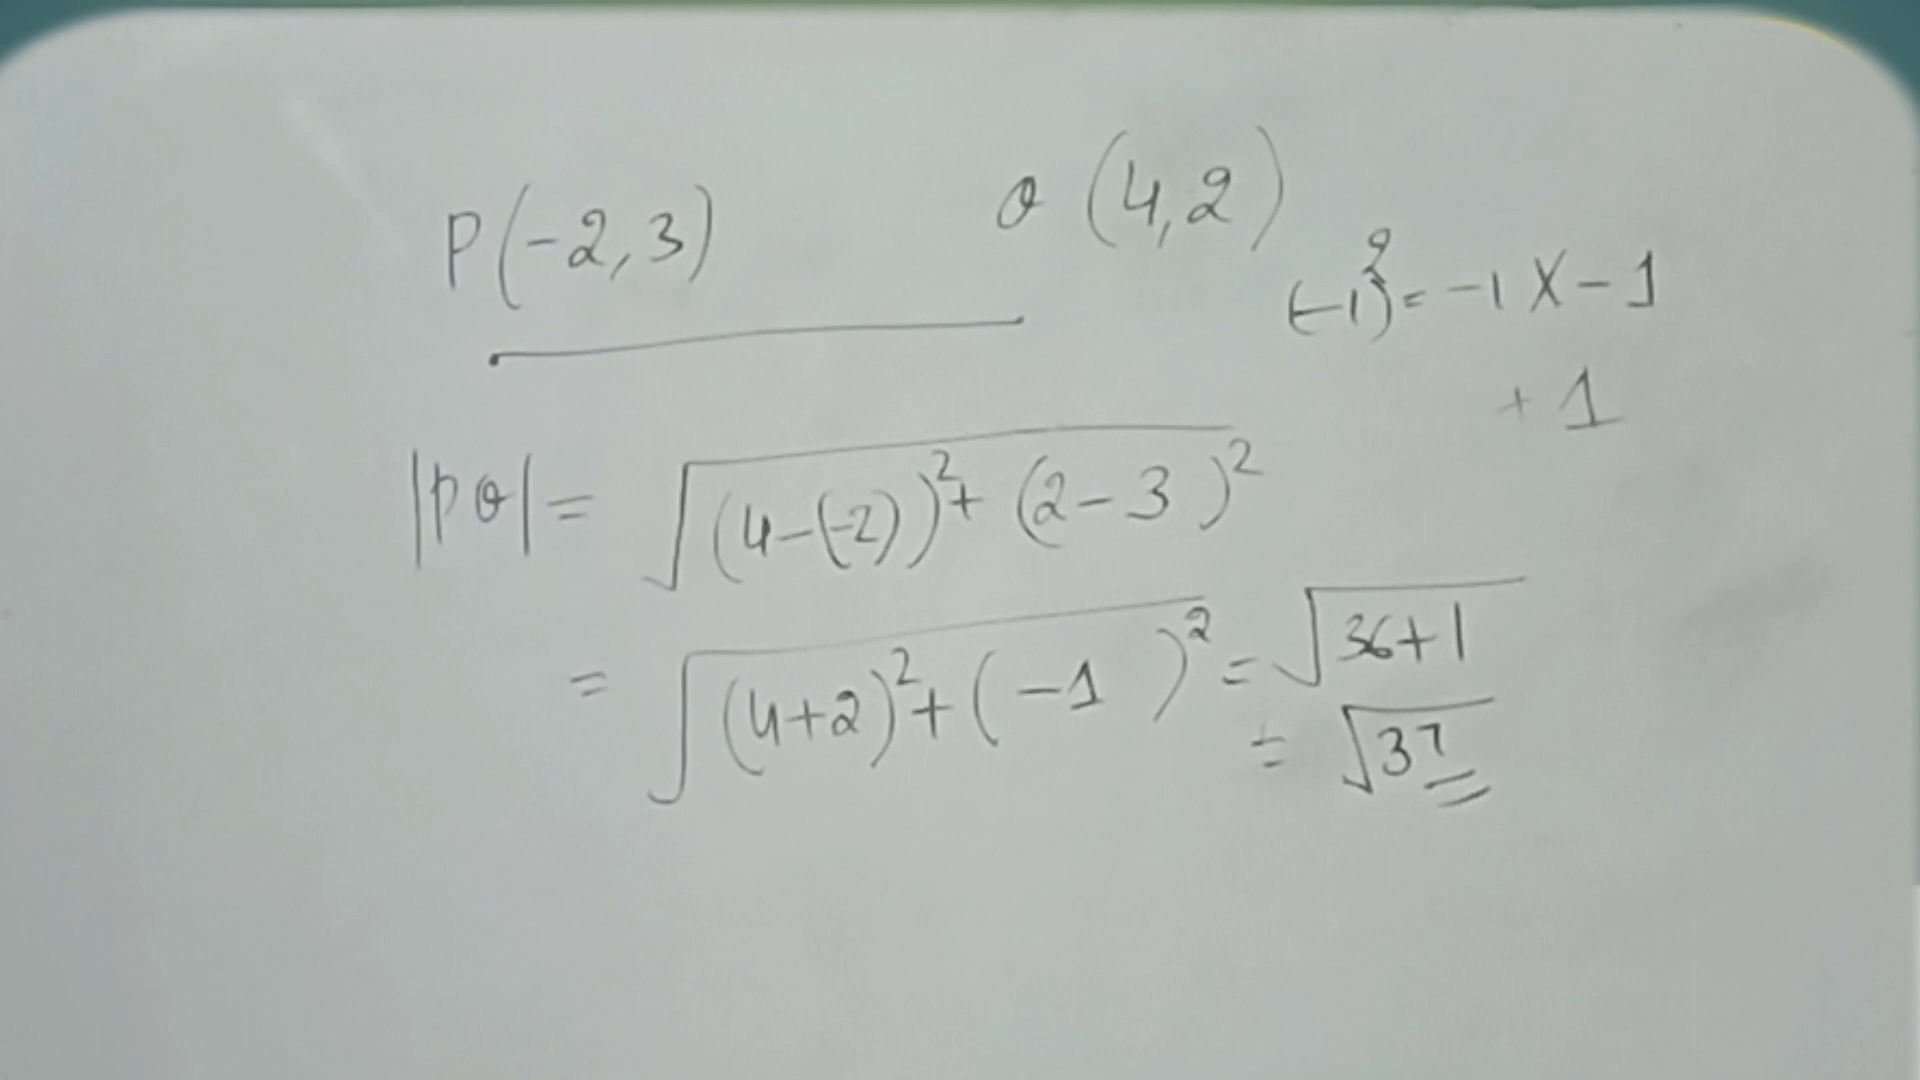 P(-2,3) Q (4,2)
(-1)² = -1 X -1
+ 1
|PQ| = √(4-(-2))² + (2-3)²
= √(4+2)² + (-1)² = √36+1
= √37